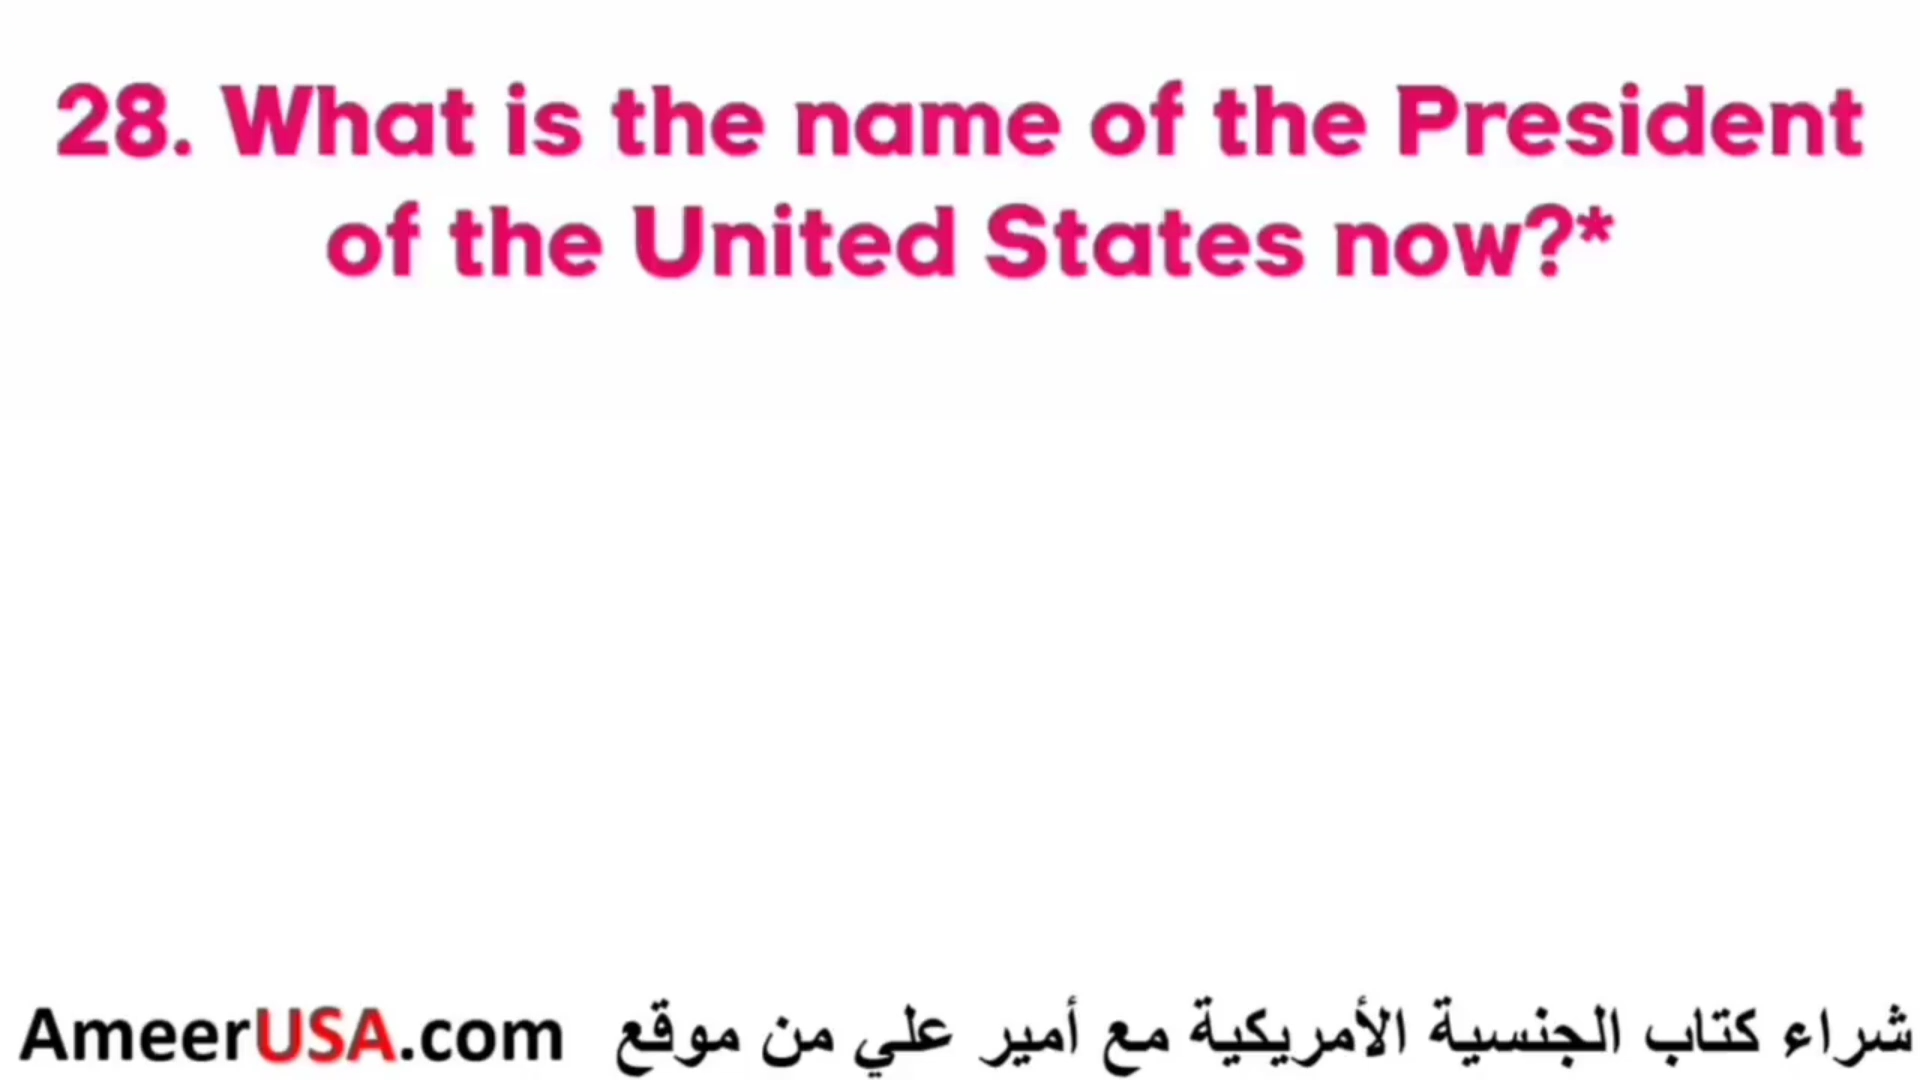 28. What is the name of the President
of the United States now?*
AmeerUSA.com شراء كتاب الجنسية الأمريكية مع أمير علي من موقع